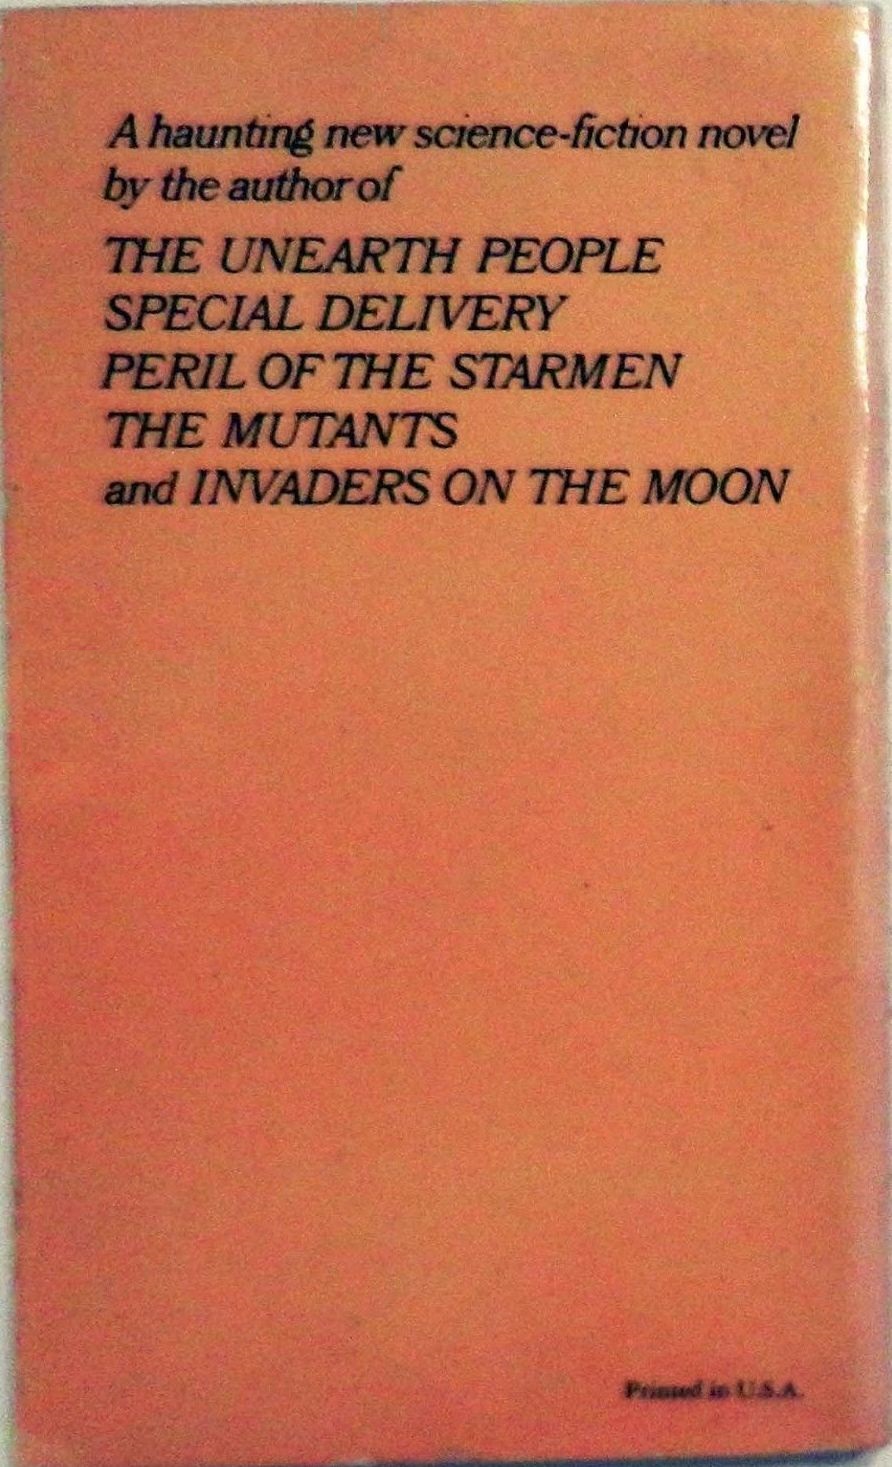 A haunting new science-fiction novel
by the author of
THE UNEARTH PEOPLE
SPECIAL DELIVERY
PERIL OF THE STARMEN
THE MUTANTS
and INVADERS ON THE MOON
Printed in U.S.A.